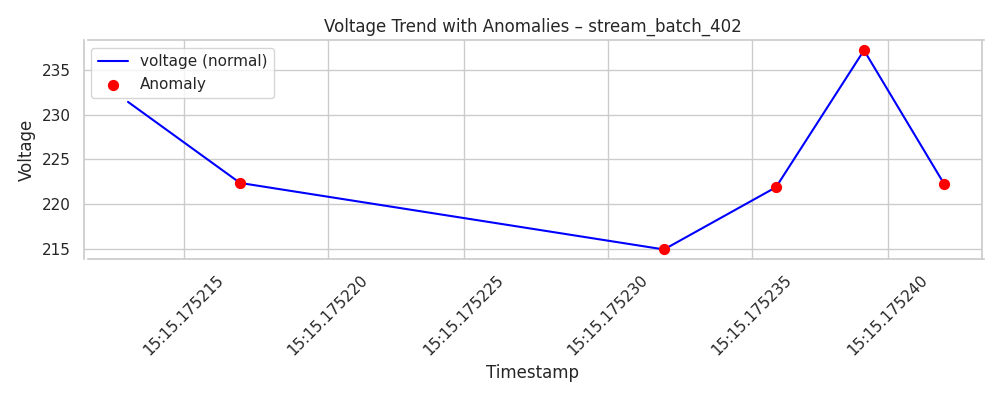 Voltage Trend with Anomalies – stream_batch_402
voltage (normal)
Anomaly
Voltage
235
230
225
220
215
15:15.175215
15:15.175220
15:15.175225
15:15.175230
15:15.175235
15:15.175240
Timestamp